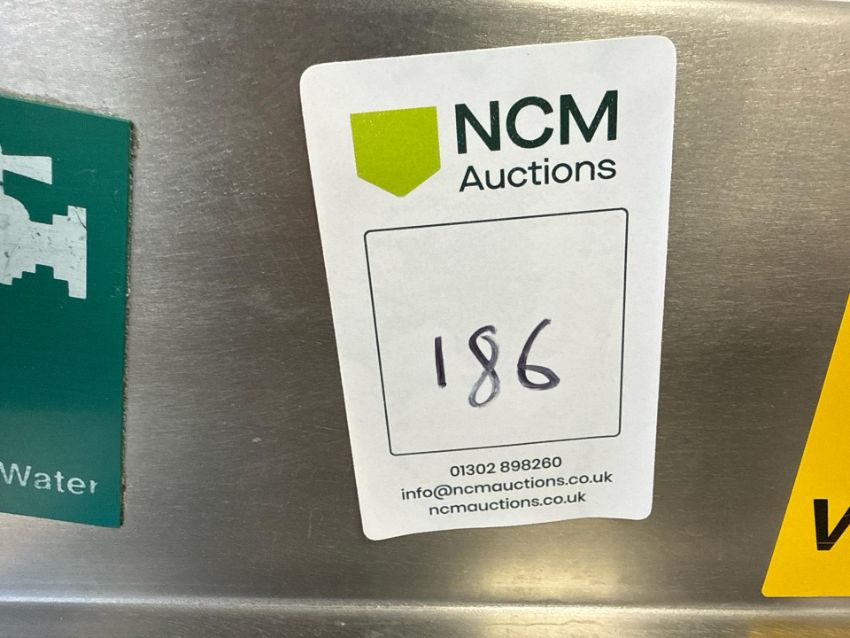 NCM
Auctions
186
01302 898260
info@ncmauctions.co.uk
ncmauctions.co.uk
Water